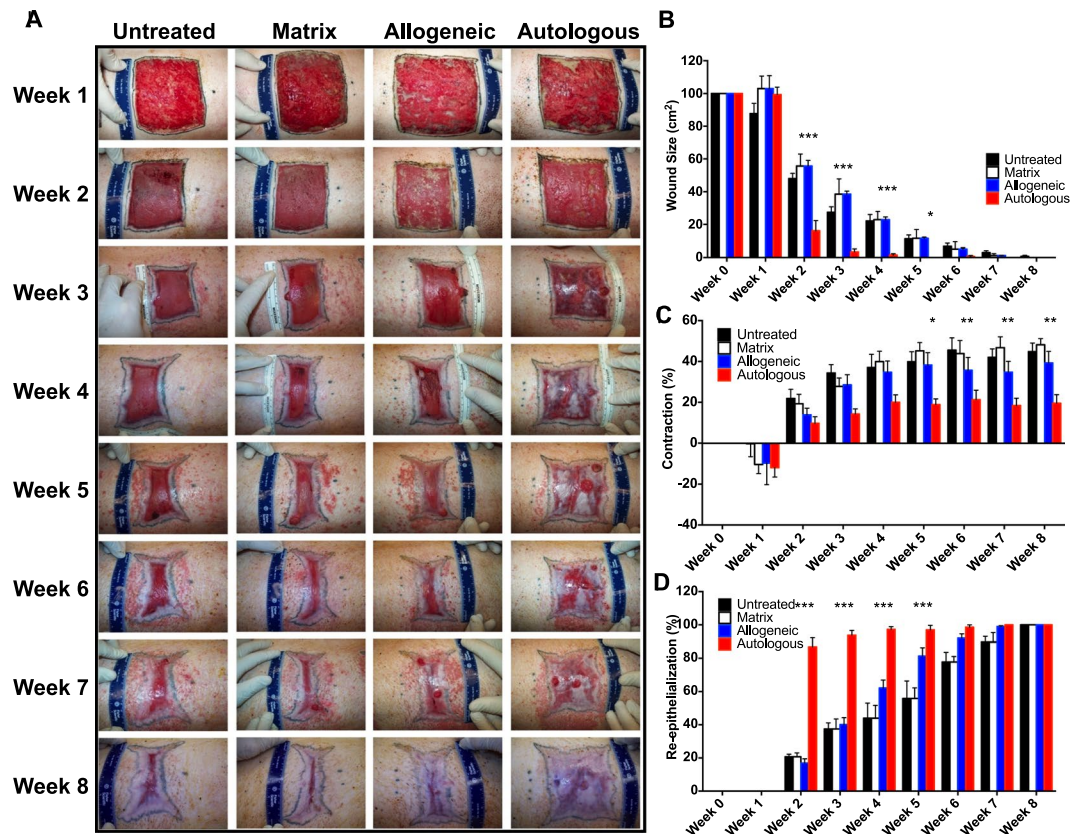 A
Untreated Matrix Allogeneic Autologous
Week 1
Week 2
Week 3
Week 4
Week 5
Week 6
Week 7
Week 8
B
Wound Size (cm²)
120
100
80
60
40
20
0
***
***
***
*
Untreated
Matrix
Allogeneic
Autologous
Week 0 Week 1 Week 2 Week 3 Week 4 Week 5 Week 6 Week 7 Week 8
C
Contraction (%)
60
40
20
0
-20
-40
Untreated
Matrix
Allogeneic
Autologous
* ** ** **
Week 0 Week 1 Week 2 Week 3 Week 4 Week 5 Week 6 Week 7 Week 8
D
Re-epithelialization (%)
100
80
60
40
20
0
Untreated
Matrix
Allogeneic
Autologous
*** *** *** ***
Week 0 Week 1 Week 2 Week 3 Week 4 Week 5 Week 6 Week 7 Week 8